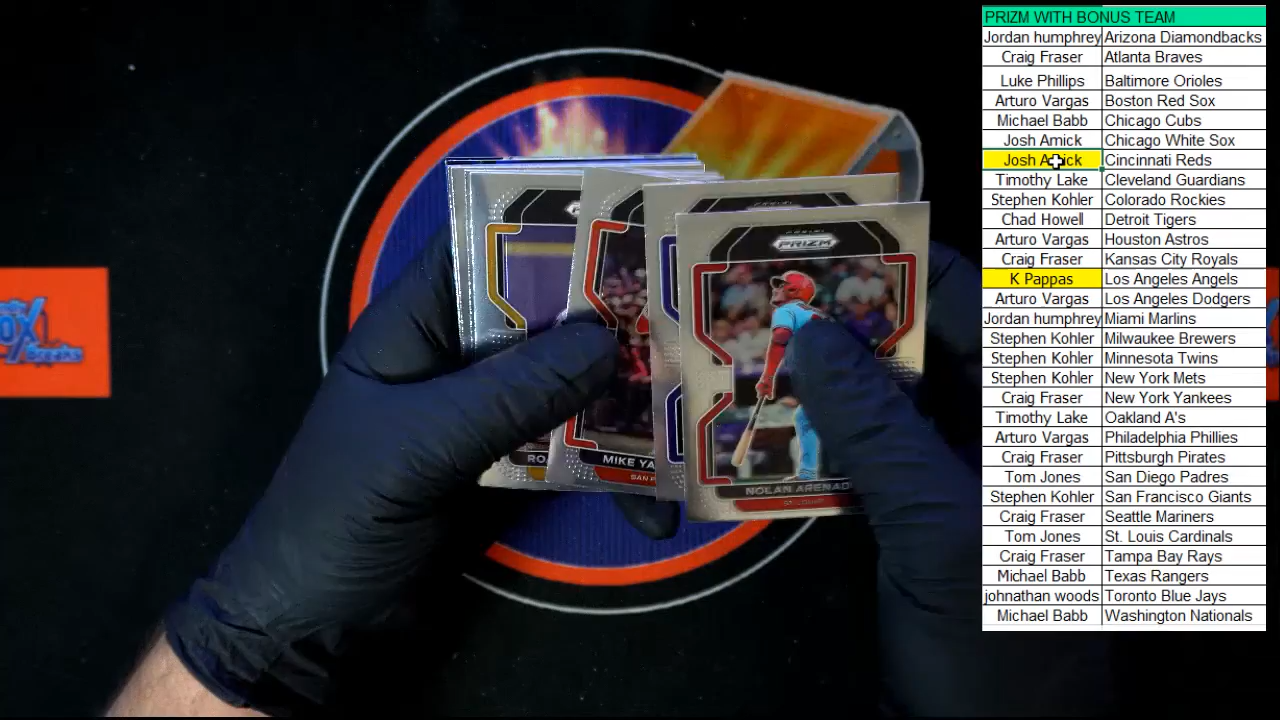 PRIZM WITH BONUS TEAM
Jordan humphrey Arizona Diamondbacks
Craig Fraser Atlanta Braves
Luke Phillips Baltimore Orioles
Arturo Vargas Boston Red Sox
Michael Babb Chicago Cubs
Josh Amick Chicago White Sox
Josh Amick Cincinnati Reds
Timothy Lake Cleveland Guardians
Stephen Kohler Colorado Rockies
Chad Howell Detroit Tigers
Arturo Vargas Houston Astros
Craig Fraser Kansas City Royals
K Pappas Los Angeles Angels
Arturo Vargas Los Angeles Dodgers
Jordan humphrey Miami Marlins
Stephen Kohler Milwaukee Brewers
Stephen Kohler Minnesota Twins
Stephen Kohler New York Mets
Craig Fraser New York Yankees
Timothy Lake Oakland A's
Arturo Vargas Philadelphia Phillies
Craig Fraser Pittsburgh Pirates
Tom Jones San Diego Padres
Stephen Kohler San Francisco Giants
Craig Fraser Seattle Mariners
Tom Jones St. Louis Cardinals
Craig Fraser Tampa Bay Rays
Michael Babb Texas Rangers
johnathan woods Toronto Blue Jays
Michael Babb Washington Nationals
PRIZM
NOLAN ARENAD
MIKE YA
SAN F
RO
OX
breaks